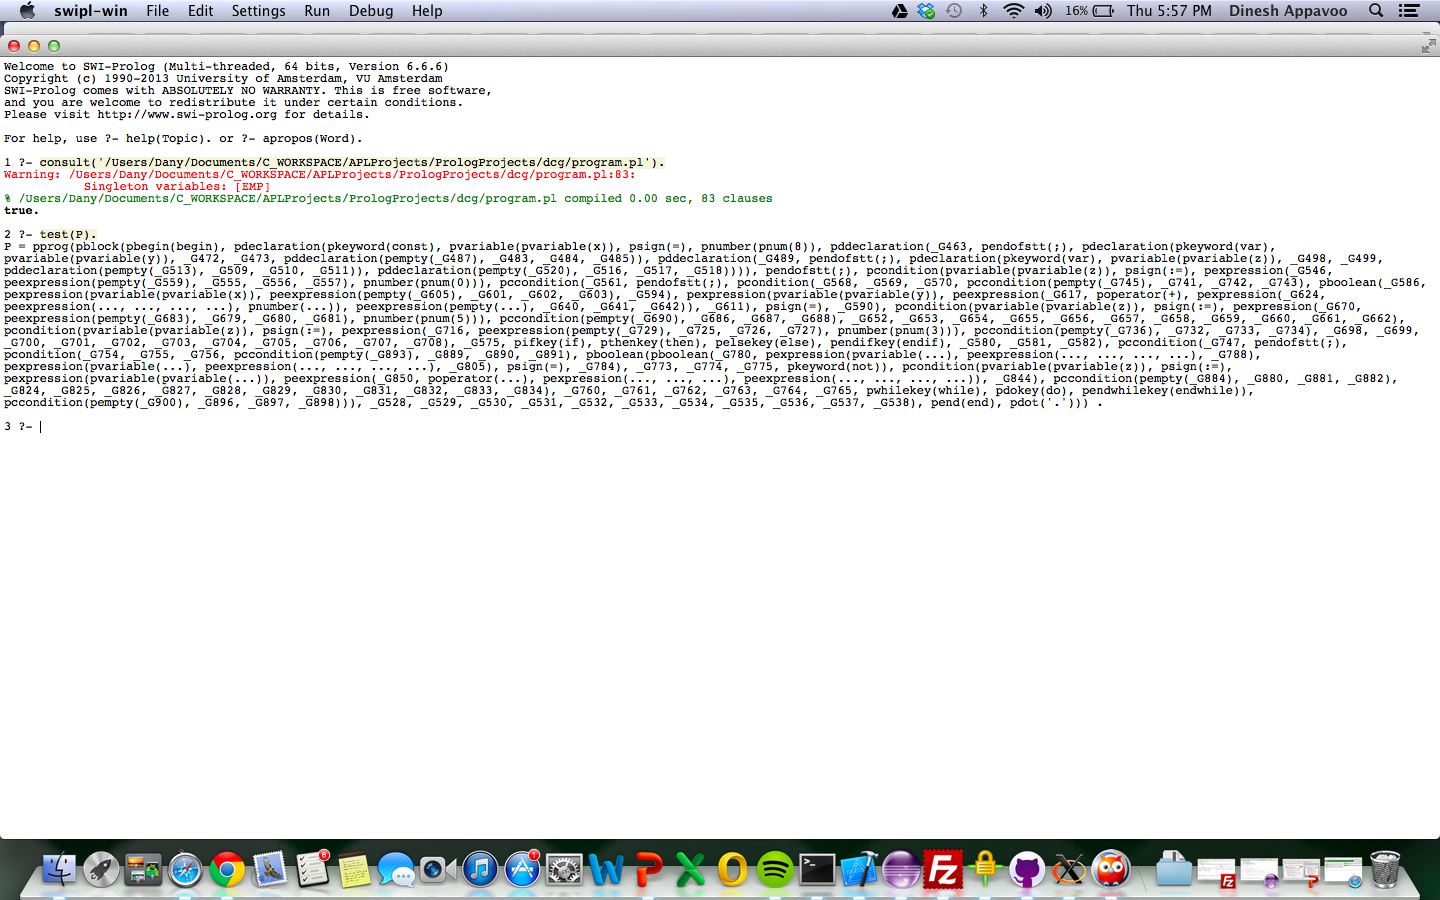 swipl-win File Edit Settings Run Debug Help 16% Thu 5:57 PM Dinesh Appavoo
Welcome to SWI-Prolog (Multi-threaded, 64 bits, Version 6.6.6)
Copyright (c) 1990-2013 University of Amsterdam, VU Amsterdam
SWI-Prolog comes with ABSOLUTELY NO WARRANTY. This is free software,
and you are welcome to redistribute it under certain conditions.
Please visit http://www.swi-prolog.org for details.
For help, use ?- help(Topic). or ?- apropos(Word).
1 ?- consult('/Users/Dany/Documents/C_WORKSPACE/APLProjects/PrologProjects/dcg/program.pl').
Warning: /Users/Dany/Documents/C_WORKSPACE/APLProjects/PrologProjects/dcg/program.pl:83:
Singleton variables: [EMP]
% /Users/Dany/Documents/C_WORKSPACE/APLProjects/PrologProjects/dcg/program.pl compiled 0.00 sec, 83 clauses
true.
2 ?- test(P).
P = pprog(pblock(pbegin(begin), pdeclaration(pkeyword(const), pvariable(pvariable(x)), psign(=), pnumber(pnum(8)), pddeclaration(_G463, pendofstt(;), pdeclaration(pkeyword(var),
pvariable(pvariable(y)), _G472, _G473, pddeclaration(pempty(_G487), _G483, _G484, _G485)), pddeclaration(_G489, pendofstt(;), pdeclaration(pkeyword(var), pvariable(pvariable(z)), _G498, _G499,
pddeclaration(pempty(_G513), _G509, _G510, _G511)), pddeclaration(pempty(_G520), _G516, _G517, _G518)))), pendofstt(;), pcondition(pvariable(pvariable(z)), psign(:=), pexpression(_G546,
peexpression(pempty(_G559), _G555, _G556, _G557), pnumber(pnum(0))), pccondition(_G561, pendofstt(;), pcondition(_G568, _G569, _G570, pccondition(pempty(_G745), _G741, _G742, _G743), pboolean(_G586,
pexpression(pvariable(pvariable(x)), peexpression(pempty(_G605), _G601, _G602, _G603), _G594), pexpression(pvariable(pvariable(y)), peexpression(_G617, poperator(+), pexpression(_G624,
peexpression(..., ..., ..., ...), pnumber(...)), peexpression(pempty(...), _G640, _G641, _G642)), _G611), psign(=), _G590), pcondition(pvariable(pvariable(z)), psign(:=), pexpression(_G670,
peexpression(pempty(_G683), _G679, _G680, _G681), pnumber(pnum(5))), pccondition(pempty(_G690), _G686, _G687, _G688), _G652, _G653, _G654, _G655, _G656, _G657, _G658, _G659, _G660, _G661, _G662),
pcondition(pvariable(pvariable(z)), psign(:=), pexpression(_G716, peexpression(pempty(_G729), _G725, _G726, _G727), pnumber(pnum(3))), pccondition(pempty(_G736), _G732, _G733, _G734), _G698, _G699,
_G700, _G701, _G702, _G703, _G704, _G705, _G706, _G707, _G708), _G575, pifkey(if), pthenkey(then), pelsekey(else), pendifkey(endif), _G580, _G581, _G582), pccondition(_G747, pendofstt(;),
pcondition(_G754, _G755, _G756, pccondition(pempty(_G893), _G889, _G890, _G891), pboolean(pboolean(_G780, pexpression(pvariable(...), peexpression(..., ..., ..., ...), _G788),
pexpression(pvariable(...), peexpression(..., ..., ..., ...), _G805), psign(=), _G784), _G773, _G774, _G775, pkeyword(not)), pcondition(pvariable(pvariable(z)), psign(:=),
pexpression(pvariable(pvariable(...)), peexpression(_G850, poperator(...), pexpression(..., ..., ...), peexpression(..., ..., ..., ...)), _G844), pccondition(pempty(_G884), _G880, _G881, _G882),
_G824, _G825, _G826, _G827, _G828, _G829, _G830, _G831, _G832, _G833, _G834), _G760, _G761, _G762, _G763, _G764, _G765, pwhilekey(while), pdokey(do), pendwhilekey(endwhile)),
pccondition(pempty(_G900), _G896, _G897, _G898))), _G528, _G529, _G530, _G531, _G532, _G533, _G534, _G535, _G536, _G537, _G538), pend(end), pdot('.'))) .
3 ?-